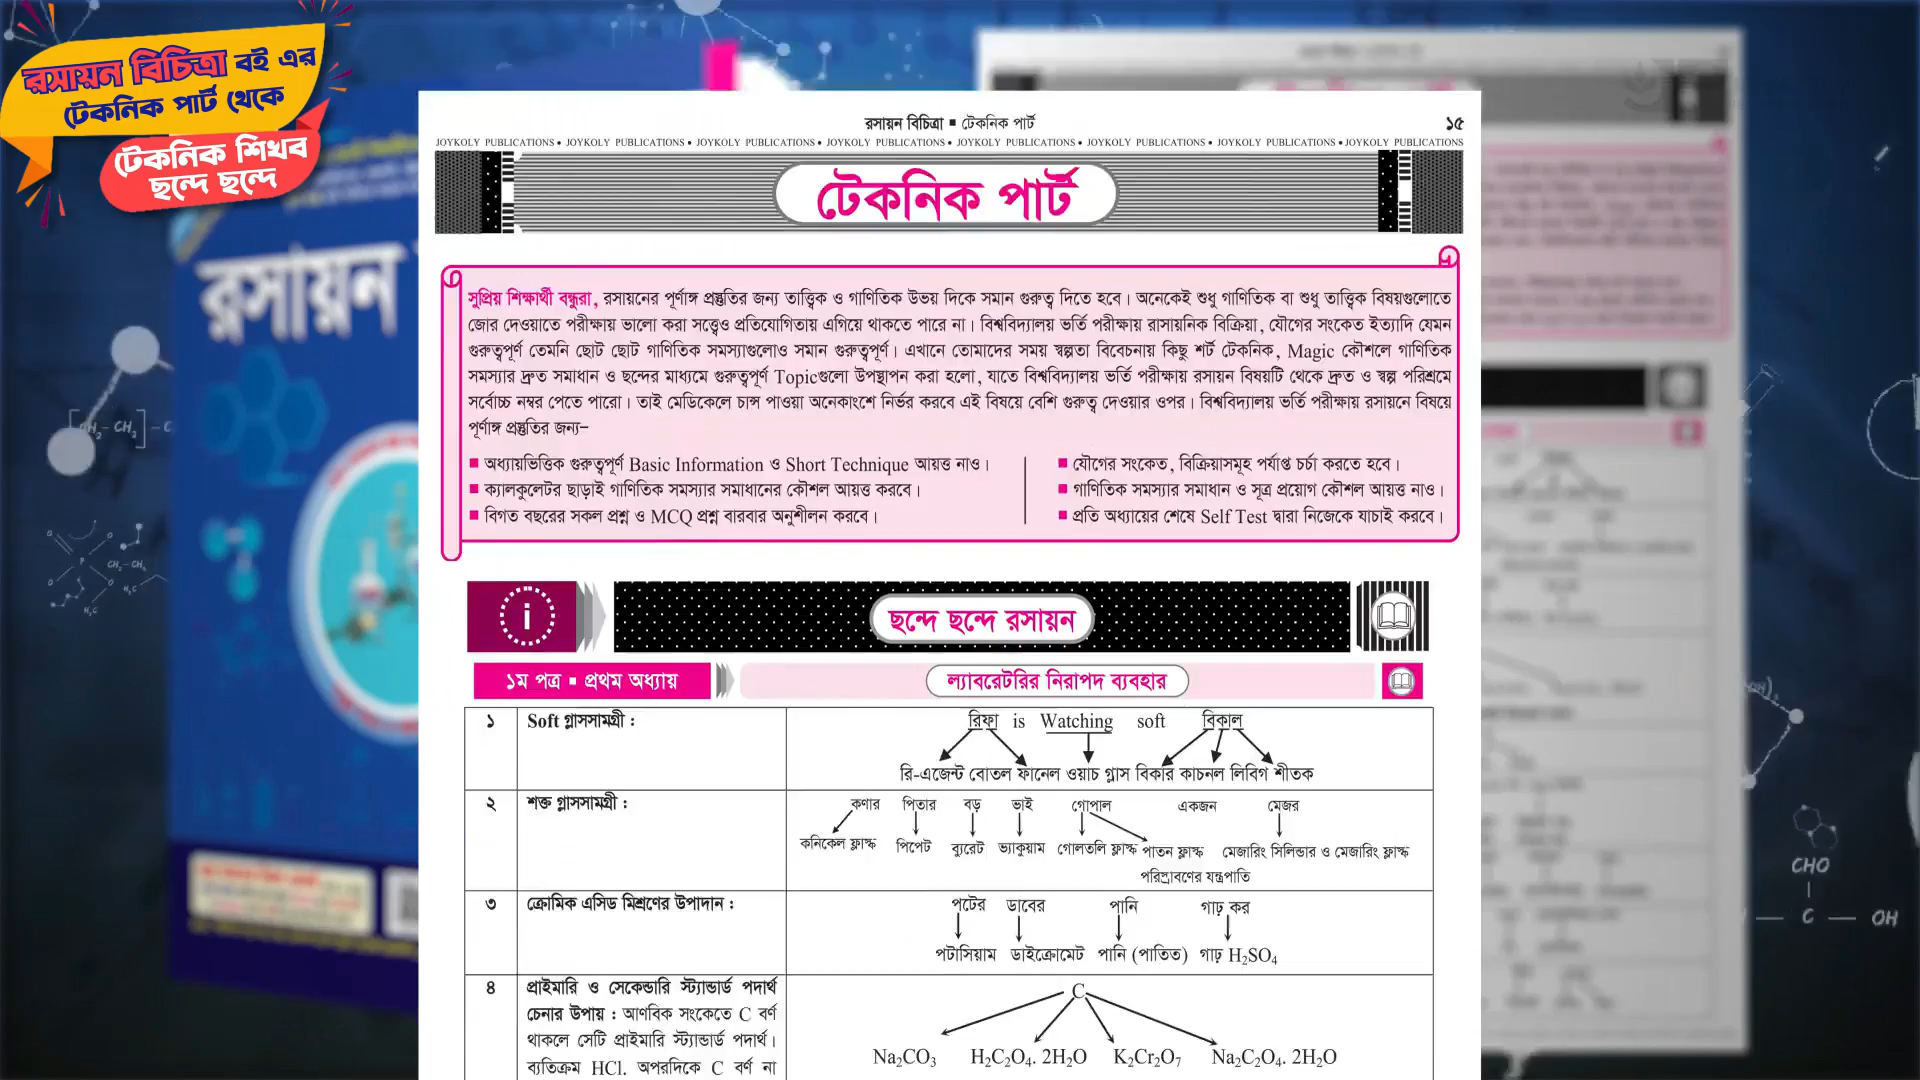 রসায়ন বিচিত্রা বই এর
টেকনিক পার্ট থেকে
টেকনিক শিখব
ছন্দে ছন্দে
রসায়ন
রসায়ন বিচিত্রা ▪ টেকনিক পার্ট ১৫
JOYKOLY PUBLICATIONS • JOYKOLY PUBLICATIONS • JOYKOLY PUBLICATIONS • JOYKOLY PUBLICATIONS • JOYKOLY PUBLICATIONS • JOYKOLY PUBLICATIONS • JOYKOLY PUBLICATIONS • JOYKOLY PUBLICATIONS
টেকনিক পার্ট
সুপ্রিয় শিক্ষার্থী বন্ধুরা, রসায়নের পূর্ণাঙ্গ প্রস্তুতির জন্য তাত্ত্বিক ও গাণিতিক উভয় দিকে সমান গুরুত্ব দিতে হবে। অনেকেই শুধু গাণিতিক বা শুধু তাত্ত্বিক বিষয়গুলোতে
জোর দেওয়াতে পরীক্ষায় ভালো করা সত্ত্বেও প্রতিযোগিতায় এগিয়ে থাকতে পারে না। বিশ্ববিদ্যালয় ভর্তি পরীক্ষায় রাসায়নিক বিক্রিয়া, যৌগের সংকেত ইত্যাদি যেমন
গুরুত্বপূর্ণ তেমনি ছোট ছোট গাণিতিক সমস্যাগুলোও সমান গুরুত্বপূর্ণ। এখানে তোমাদের সময় স্বল্পতা বিবেচনায় কিছু শর্ট টেকনিক, Magic কৌশলে গাণিতিক
সমস্যার দ্রুত সমাধান ও ছন্দের মাধ্যমে গুরুত্বপূর্ণ Topicগুলো উপস্থাপন করা হলো, যাতে বিশ্ববিদ্যালয় ভর্তি পরীক্ষায় রসায়ন বিষয়টি থেকে দ্রুত ও স্বল্প পরিশ্রমে
সর্বোচ্চ নম্বর পেতে পারো। তাই মেডিকেলে চান্স পাওয়া অনেকাংশে নির্ভর করবে এই বিষয়ে বেশি গুরুত্ব দেওয়ার ওপর। বিশ্ববিদ্যালয় ভর্তি পরীক্ষায় রসায়নে বিষয়ে
পূর্ণাঙ্গ প্রস্তুতির জন্য–
▪ অধ্যায়ভিত্তিক গুরুত্বপূর্ণ Basic Information ও Short Technique আয়ত্ত নাও।
▪ ক্যালকুলেটর ছাড়াই গাণিতিক সমস্যার সমাধানের কৌশল আয়ত্ত করবে।
▪ বিগত বছরের সকল প্রশ্ন ও MCQ প্রশ্ন বারবার অনুশীলন করবে।
▪ যৌগের সংকেত, বিক্রিয়াসমূহ পর্যাপ্ত চর্চা করতে হবে।
▪ গাণিতিক সমস্যার সমাধান ও সূত্র প্রয়োগ কৌশল আয়ত্ত নাও।
▪ প্রতি অধ্যায়ের শেষে Self Test দ্বারা নিজেকে যাচাই করবে।
i
ছন্দে ছন্দে রসায়ন
১ম পত্র ▪ প্রথম অধ্যায়
ল্যাবরেটরির নিরাপদ ব্যবহার
১ Soft গ্লাসসামগ্রী :
রিফা is Watching soft বিকাল
রি-এজেন্ট বোতল ফানেল ওয়াচ গ্লাস বিকার কাচনল লিবিগ শীতক
২ শক্ত গ্লাসসামগ্রী :
কণার পিতার বড় ভাই গোপাল একজন মেজর
কনিকেল ফ্লাস্ক পিপেট ব্যুরেট ভ্যাকুয়াম গোলতলি ফ্লাস্ক পাতন ফ্লাস্ক মেজারিং সিলিন্ডার ও মেজারিং ফ্লাস্ক
পরিস্রাবণের যন্ত্রপাতি
৩ ক্রোমিক এসিড মিশ্রণের উপাদান :
পটের ডাবের পানি গাঢ় কর
পটাসিয়াম ডাইক্রোমেট পানি (পাতিত) গাঢ় H₂SO₄
৪ প্রাইমারি ও সেকেন্ডারি স্ট্যান্ডার্ড পদার্থ
চেনার উপায় : আণবিক সংকেতে C বর্ণ
থাকলে সেটি প্রাইমারি স্ট্যান্ডার্ড পদার্থ।
ব্যতিক্রম HCl. অপরদিকে C বর্ণ না
C
Na₂CO₃ H₂C₂O₄. 2H₂O K₂Cr₂O₇ Na₂C₂O₄. 2H₂O
CHO
C — OH